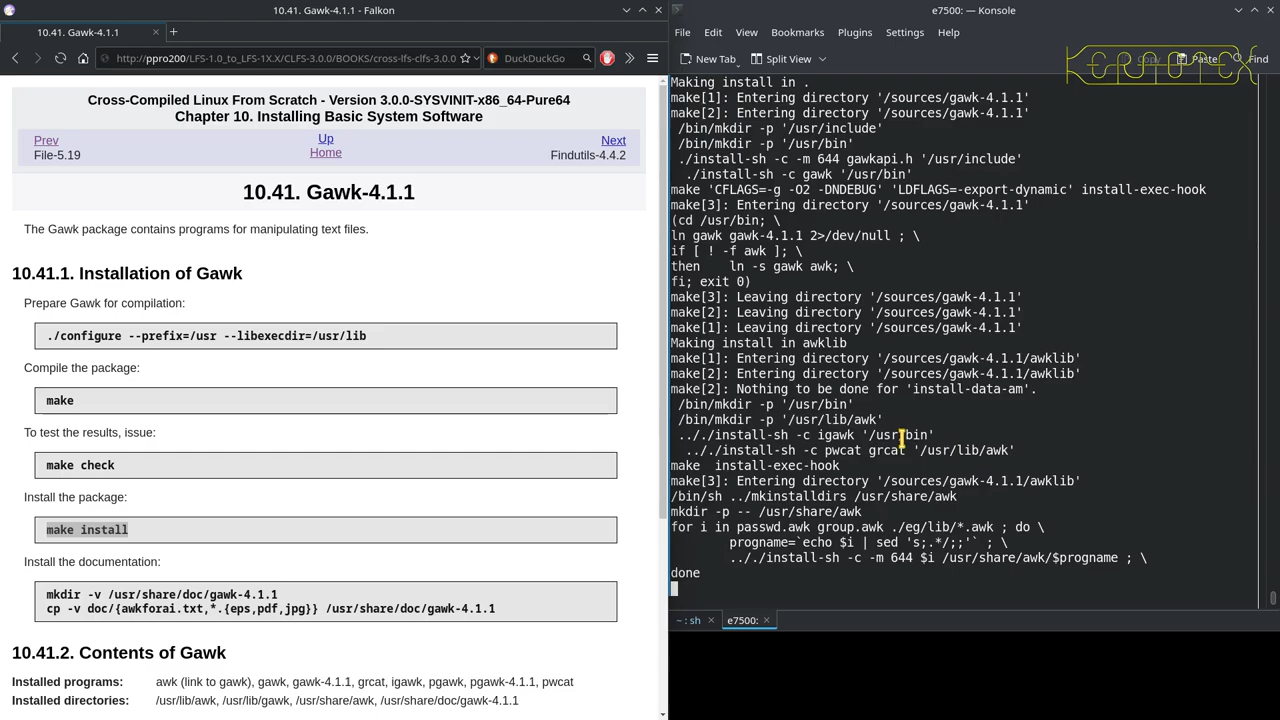 10.41. Gawk-4.1.1 - Falkon
10.41. Gawk-4.1.1
http://ppro200/LFS-1.0_to_LFS-1X.X/CLFS-3.0.0/BOOKS/cross-lfs-clfs-3.0.0
DuckDuckGo
Cross-Compiled Linux From Scratch - Version 3.0.0-SYSVINIT-x86_64-Pure64
Chapter 10. Installing Basic System Software
Prev
Up
Next
File-5.19
Home
Findutils-4.4.2
10.41. Gawk-4.1.1
The Gawk package contains programs for manipulating text files.
10.41.1. Installation of Gawk
Prepare Gawk for compilation:
./configure --prefix=/usr --libexecdir=/usr/lib
Compile the package:
make
To test the results, issue:
make check
Install the package:
make install
Install the documentation:
mkdir -v /usr/share/doc/gawk-4.1.1
cp -v doc/{awkforai.txt,*.{eps,pdf,jpg}} /usr/share/doc/gawk-4.1.1
10.41.2. Contents of Gawk
Installed programs: awk (link to gawk), gawk, gawk-4.1.1, grcat, igawk, pgawk, pgawk-4.1.1, pwcat
Installed directories: /usr/lib/awk, /usr/lib/gawk, /usr/share/awk, /usr/share/doc/gawk-4.1.1
e7500: — Konsole
File Edit View Bookmarks Plugins Settings Help
New Tab Split View Copy Paste Find
Making install in .
make[1]: Entering directory '/sources/gawk-4.1.1'
make[2]: Entering directory '/sources/gawk-4.1.1'
/bin/mkdir -p '/usr/include'
/bin/mkdir -p '/usr/bin'
./install-sh -c -m 644 gawkapi.h '/usr/include'
./install-sh -c gawk '/usr/bin'
make 'CFLAGS=-g -O2 -DNDEBUG' 'LDFLAGS=-export-dynamic' install-exec-hook
make[3]: Entering directory '/sources/gawk-4.1.1'
(cd /usr/bin; \
ln gawk gawk-4.1.1 2>/dev/null ; \
if [ ! -f awk ]; \
then    ln -s gawk awk; \
fi; exit 0)
make[3]: Leaving directory '/sources/gawk-4.1.1'
make[2]: Leaving directory '/sources/gawk-4.1.1'
make[1]: Leaving directory '/sources/gawk-4.1.1'
Making install in awklib
make[1]: Entering directory '/sources/gawk-4.1.1/awklib'
make[2]: Entering directory '/sources/gawk-4.1.1/awklib'
make[2]: Nothing to be done for 'install-data-am'.
/bin/mkdir -p '/usr/bin'
/bin/mkdir -p '/usr/lib/awk'
.././install-sh -c igawk '/usr/bin'
.././install-sh -c pwcat grcat '/usr/lib/awk'
make  install-exec-hook
make[3]: Entering directory '/sources/gawk-4.1.1/awklib'
/bin/sh ../mkinstalldirs /usr/share/awk
mkdir -p -- /usr/share/awk
for i in passwd.awk group.awk ./eg/lib/*.awk ; do \
progname=`echo $i | sed 's;.*/;;'` ; \
.././install-sh -c -m 644 $i /usr/share/awk/$progname ; \
done
~ : sh
e7500: